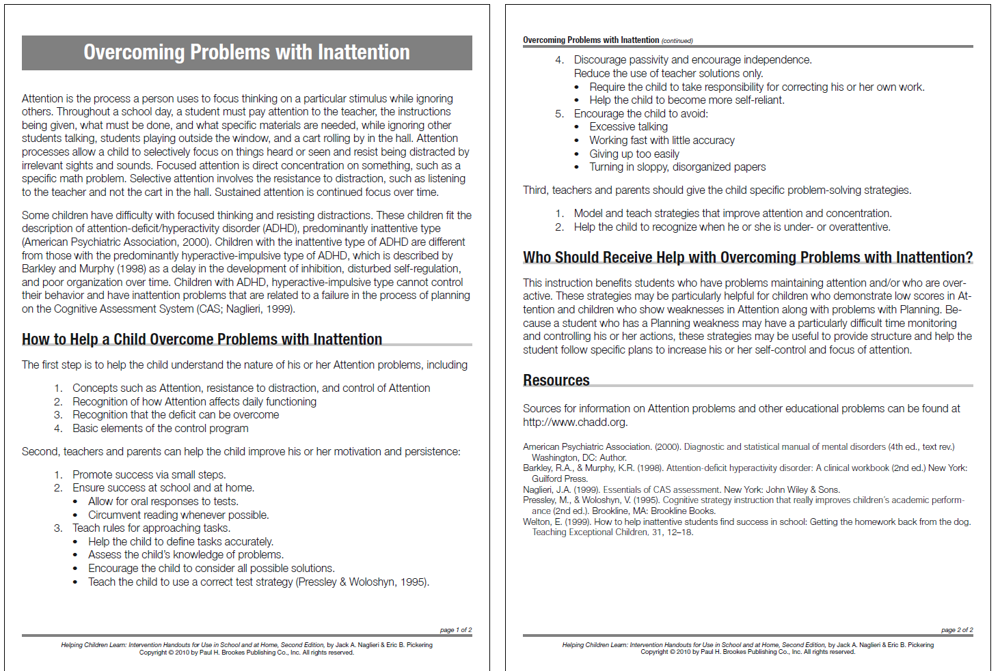 Overcoming Problems with Inattention
Attention is the process a person uses to focus thinking on a particular stimulus while ignoring
others. Throughout a school day, a student must pay attention to the teacher, the instructions
being given, what must be done, and what specific materials are needed, while ignoring other
students talking, students playing outside the window, and a cart rolling by in the hall. Attention
processes allow a child to selectively focus on things heard or seen and resist being distracted by
irrelevant sights and sounds. Focused attention is direct concentration on something, such as a
specific math problem. Selective attention involves the resistance to distraction, such as listening
to the teacher and not the cart in the hall. Sustained attention is continued focus over time.
Some children have difficulty with focused thinking and resisting distractions. These children fit the
description of attention-deficit/hyperactivity disorder (ADHD), predominantly inattentive type
(American Psychiatric Association, 2000). Children with the inattentive type of ADHD are different
from those with the predominantly hyperactive-impulsive type of ADHD, which is described by
Barkley and Murphy (1998) as a delay in the development of inhibition, disturbed self-regulation,
and poor organization over time. Children with ADHD, hyperactive-impulsive type cannot control
their behavior and have inattention problems that are related to a failure in the process of planning
on the Cognitive Assessment System (CAS; Naglieri, 1999).
How to Help a Child Overcome Problems with Inattention
The first step is to help the child understand the nature of his or her Attention problems, including
1. Concepts such as Attention, resistance to distraction, and control of Attention
2. Recognition of how Attention affects daily functioning
3. Recognition that the deficit can be overcome
4. Basic elements of the control program
Second, teachers and parents can help the child improve his or her motivation and persistence:
1. Promote success via small steps.
2. Ensure success at school and at home.
• Allow for oral responses to tests.
• Circumvent reading whenever possible.
3. Teach rules for approaching tasks.
• Help the child to define tasks accurately.
• Assess the child's knowledge of problems.
• Encourage the child to consider all possible solutions.
• Teach the child to use a correct test strategy (Pressley & Woloshyn, 1995).
page 1 of 2
Helping Children Learn: Intervention Handouts for Use in School and at Home, Second Edition, by Jack A. Naglieri & Eric B. Pickering
Copyright © 2010 by Paul H. Brookes Publishing Co., Inc. All rights reserved.
Overcoming Problems with Inattention (continued)
4. Discourage passivity and encourage independence.
Reduce the use of teacher solutions only.
• Require the child to take responsibility for correcting his or her own work.
• Help the child to become more self-reliant.
5. Encourage the child to avoid:
• Excessive talking
• Working fast with little accuracy
• Giving up too easily
• Turning in sloppy, disorganized papers
Third, teachers and parents should give the child specific problem-solving strategies.
1. Model and teach strategies that improve attention and concentration.
2. Help the child to recognize when he or she is under- or overattentive.
Who Should Receive Help with Overcoming Problems with Inattention?
This instruction benefits students who have problems maintaining attention and/or who are over-
active. These strategies may be particularly helpful for children who demonstrate low scores in At-
tention and children who show weaknesses in Attention along with problems with Planning. Be-
cause a student who has a Planning weakness may have a particularly difficult time monitoring
and controlling his or her actions, these strategies may be useful to provide structure and help the
student follow specific plans to increase his or her self-control and focus of attention.
Resources
Sources for information on Attention problems and other educational problems can be found at
http://www.chadd.org.
American Psychiatric Association. (2000). Diagnostic and statistical manual of mental disorders (4th ed., text rev.)
Washington, DC: Author.
Barkley, R.A., & Murphy, K.R. (1998). Attention-deficit hyperactivity disorder: A clinical workbook (2nd ed.) New York:
Guilford Press.
Naglieri, J.A. (1999). Essentials of CAS assessment. New York: John Wiley & Sons.
Pressley, M., & Woloshyn, V. (1995). Cognitive strategy instruction that really improves children's academic perform-
ance (2nd ed.). Brookline, MA: Brookline Books.
Welton, E. (1999). How to help inattentive students find success in school: Getting the homework back from the dog.
Teaching Exceptional Children, 31, 12–18.
page 2 of 2
Helping Children Learn: Intervention Handouts for Use in School and at Home, Second Edition, by Jack A. Naglieri & Eric B. Pickering
Copyright © 2010 by Paul H. Brookes Publishing Co., Inc. All rights reserved.